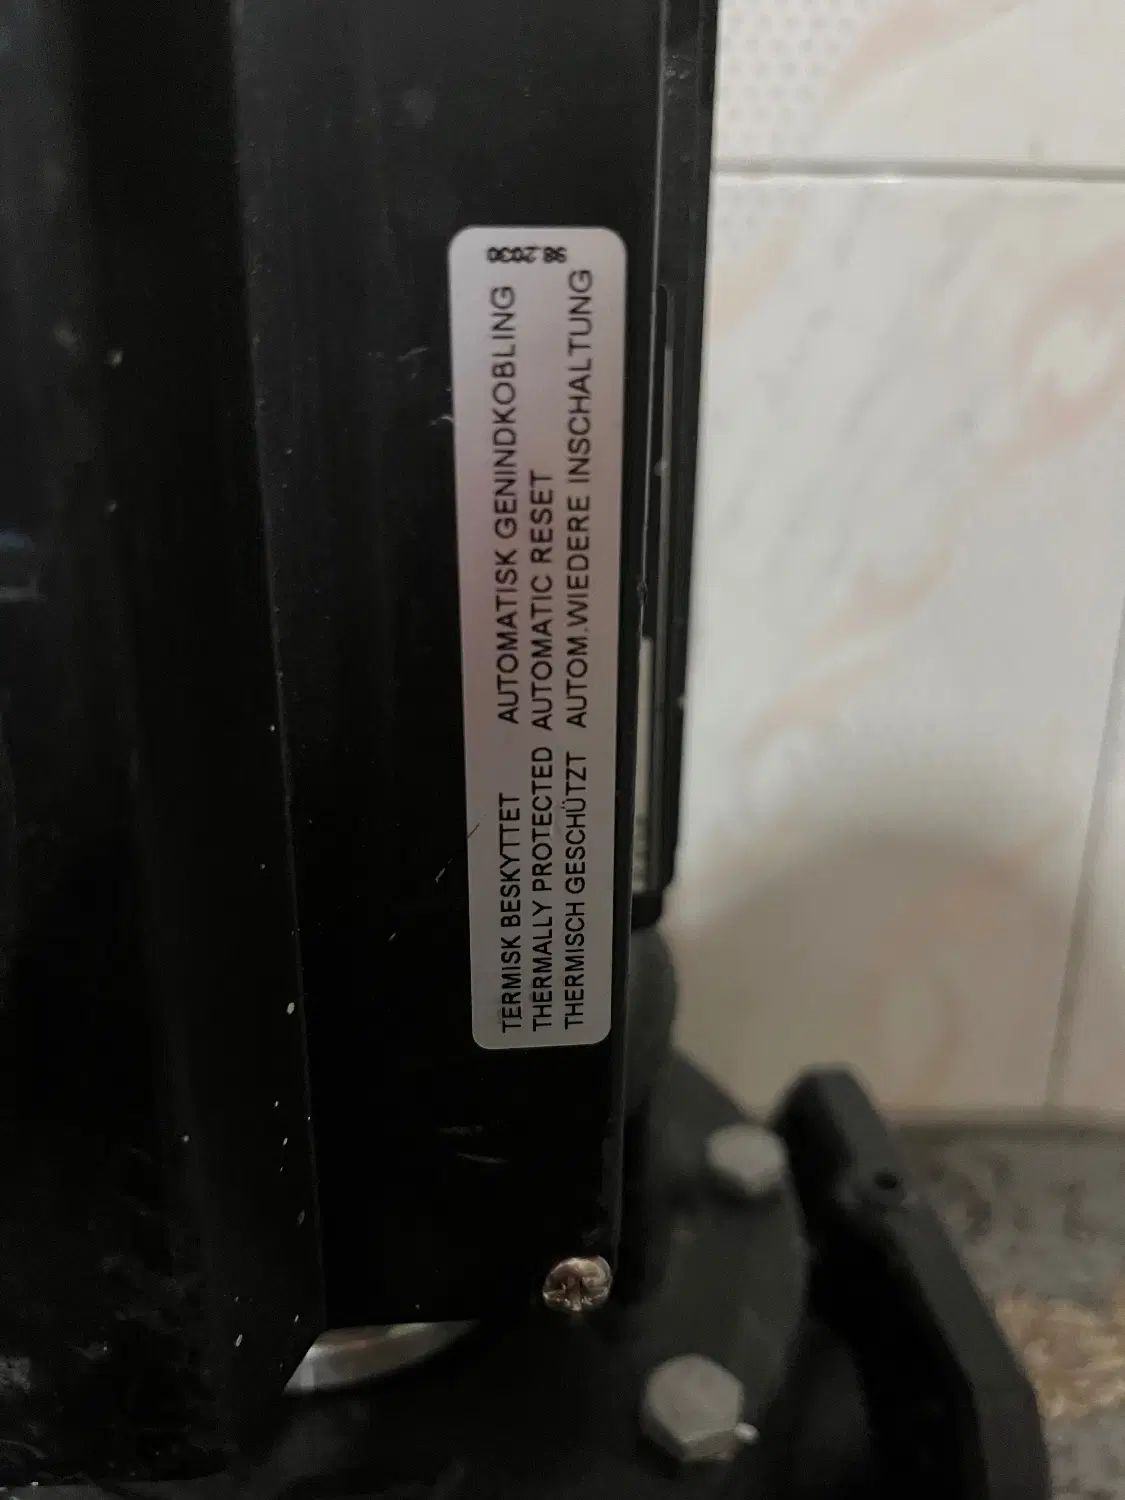 TERMISK BESKYTTET AUTOMATISK GENINDKOBLING
THERMALLY PROTECTED AUTOMATIC RESET
THERMISCH GESCHÜTZT AUTOM.WIEDERE INSCHALTUNG
98.2030